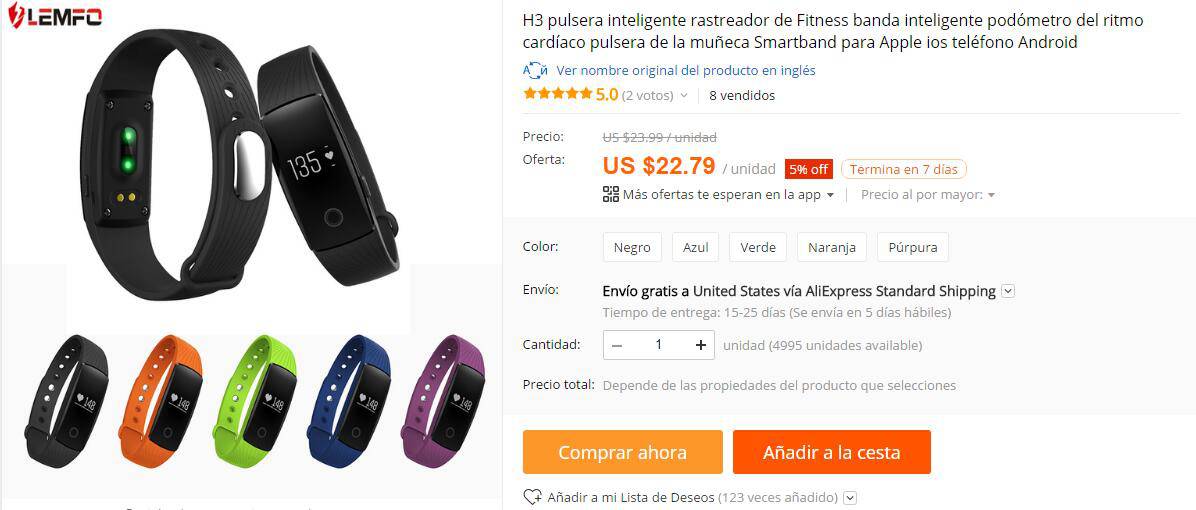 LEMFO
135
148
148
148
148
148
H3 pulsera inteligente rastreador de Fitness banda inteligente podómetro del ritmo
cardíaco pulsera de la muñeca Smartband para Apple ios teléfono Android
Ver nombre original del producto en inglés
5.0 (2 votos) 8 vendidos
Precio: US $23.99 / unidad
Oferta: US $22.79 / unidad 5% off Termina en 7 días
Más ofertas te esperan en la app Precio al por mayor:
Color: Negro Azul Verde Naranja Púrpura
Envío: Envío gratis a United States vía AliExpress Standard Shipping
Tiempo de entrega: 15-25 días (Se envía en 5 días hábiles)
Cantidad: − 1 + unidad (4995 unidades available)
Precio total: Depende de las propiedades del producto que selecciones
Comprar ahora Añadir a la cesta
Añadir a mi Lista de Deseos (123 veces añadido)